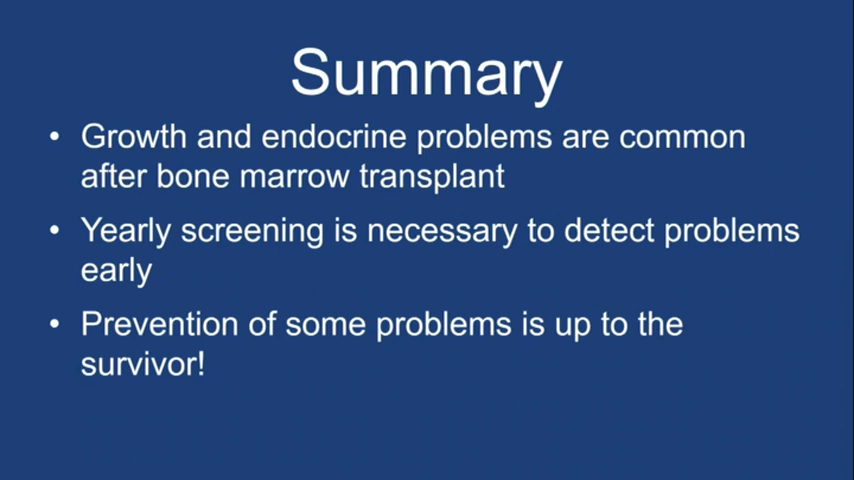 Summary
• Growth and endocrine problems are common
after bone marrow transplant
• Yearly screening is necessary to detect problems
early
• Prevention of some problems is up to the
survivor!